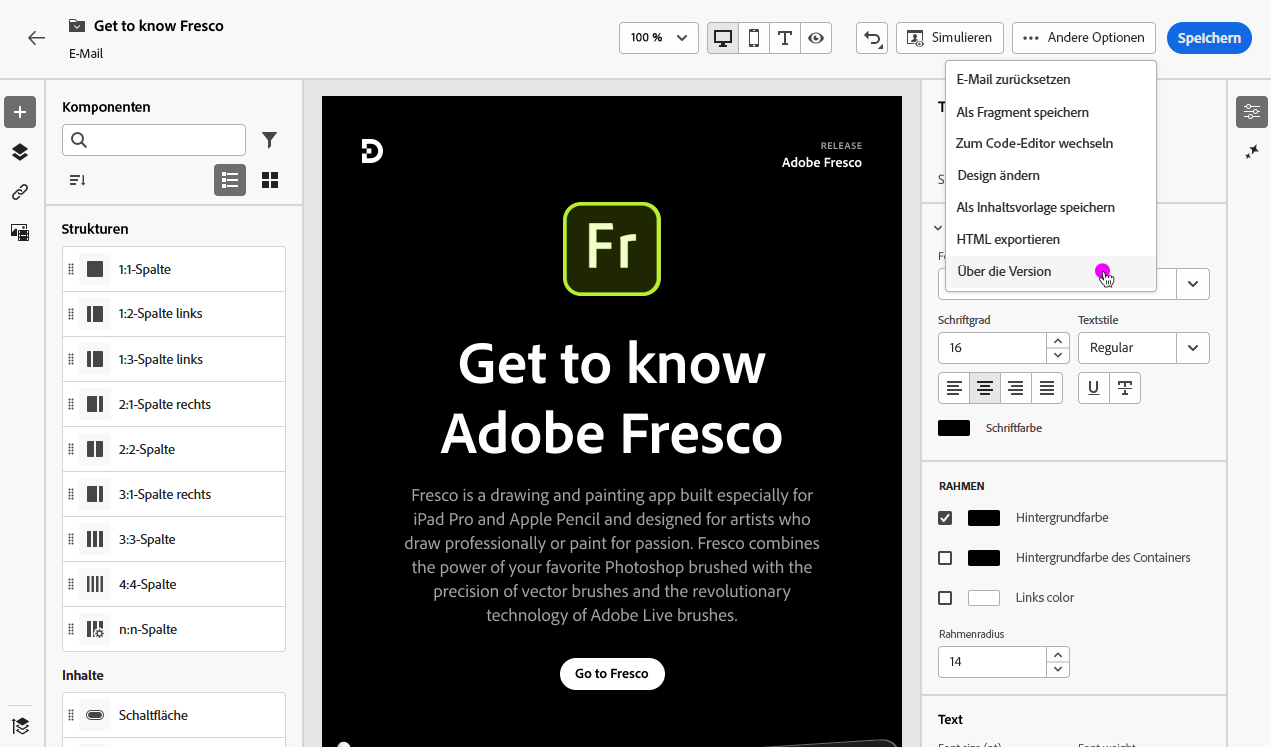 Get to know Fresco
E-Mail
100 %
Simulieren
Andere Optionen
Speichern
E-Mail zurücksetzen
Als Fragment speichern
Zum Code-Editor wechseln
Design ändern
Als Inhaltsvorlage speichern
HTML exportieren
Über die Version
Komponenten
Strukturen
1:1-Spalte
1:2-Spalte links
1:3-Spalte links
2:1-Spalte rechts
2:2-Spalte
3:1-Spalte rechts
3:3-Spalte
4:4-Spalte
n:n-Spalte
Inhalte
Schaltfläche
RELEASE
Adobe Fresco
Fr
Get to know
Adobe Fresco
Fresco is a drawing and painting app built especially for
iPad Pro and Apple Pencil and designed for artists who
draw professionally or paint for passion. Fresco combines
the power of your favorite Photoshop brushed with the
precision of vector brushes and the revolutionary
technology of Adobe Live brushes.
Go to Fresco
Schriftgrad
Textstile
16
Regular
Schriftfarbe
RAHMEN
Hintergrundfarbe
Hintergrundfarbe des Containers
Links color
Rahmenradius
14
Text